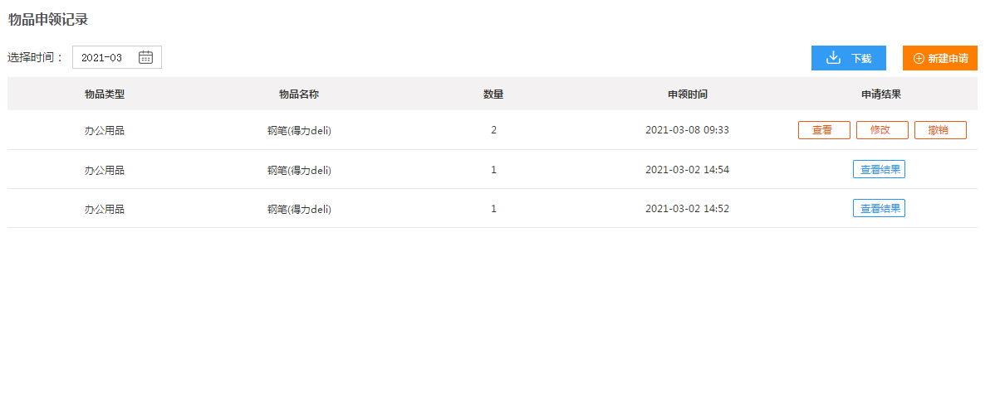 物品申领记录
选择时间： 2021-03 下载 新建申请
物品类型 物品名称 数量 申领时间 申请结果
办公用品 钢笔(得力deli) 2 2021-03-08 09:33 查看 修改 撤销
办公用品 钢笔(得力deli) 1 2021-03-02 14:54 查看结果
办公用品 钢笔(得力deli) 1 2021-03-02 14:52 查看结果